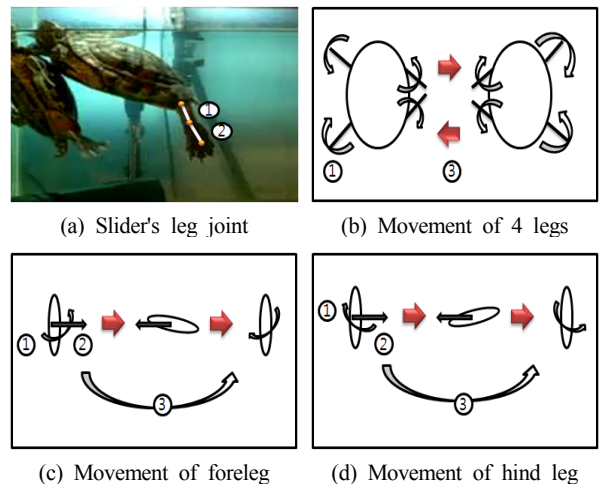 ①
②
(a) Slider's leg joint
① ③
(b) Movement of 4 legs
① ②
③
(c) Movement of foreleg
①
②
③
(d) Movement of hind leg